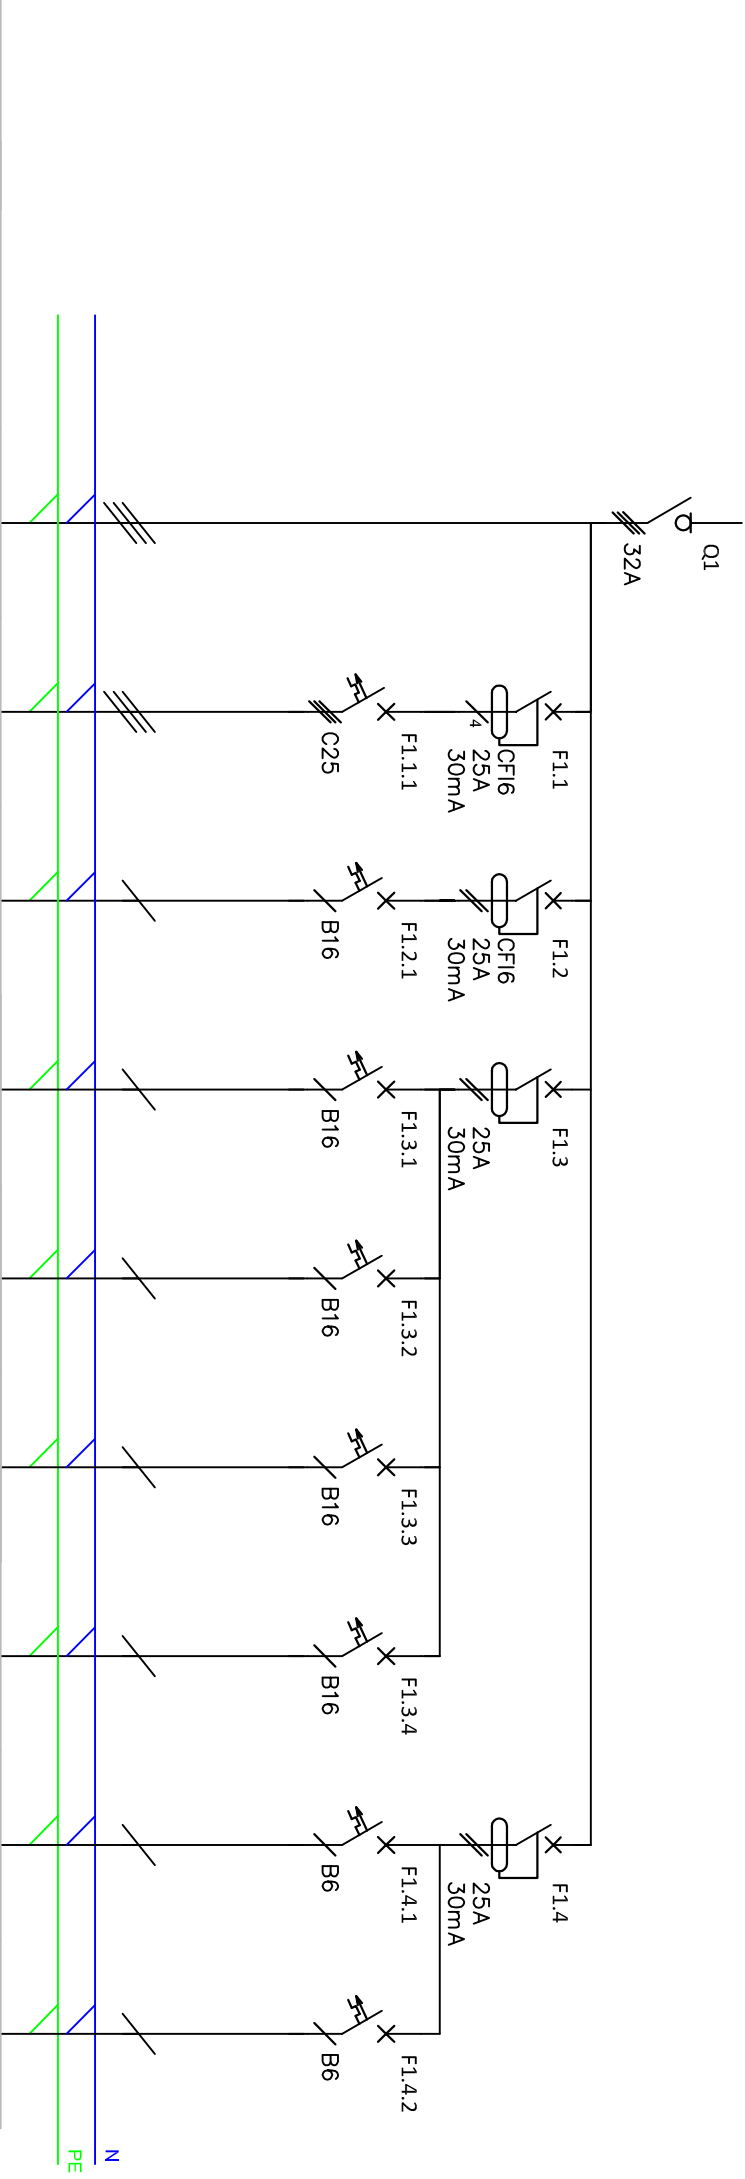 Q1
32A
F1.1
CFI6
25A
30mA
4
F1.1.1
C25
F1.2
CFI6
25A
30mA
F1.2.1
B16
F1.3
25A
30mA
F1.3.1
B16
F1.3.2
B16
F1.3.3
B16
F1.3.4
B16
F1.4
25A
30mA
F1.4.1
B6
F1.4.2
B6
N
PE